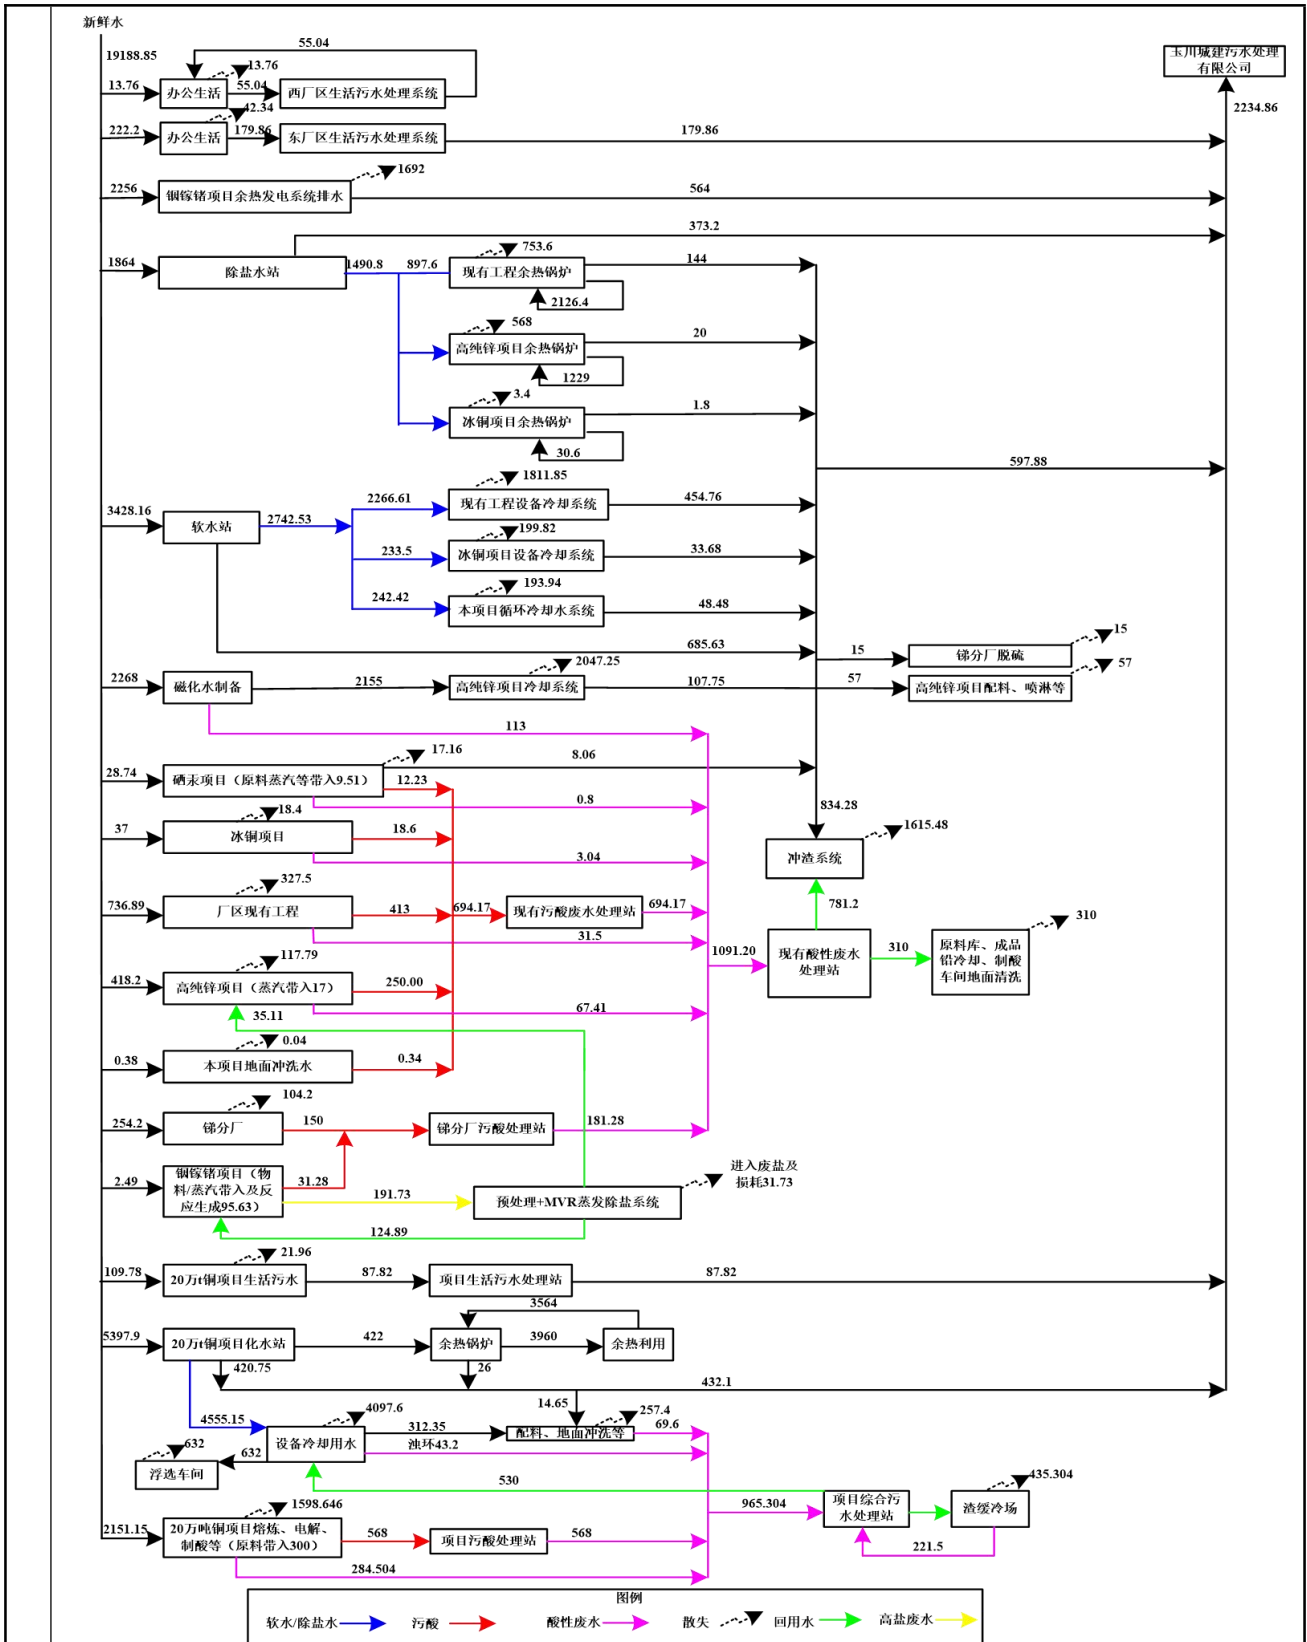 新鲜水
19188.85
55.04
13.76
13.76
办公生活
55.04
西厂区生活污水处理系统
玉川城建污水处理
有限公司
2234.86
42.34
222.2
办公生活
179.86
东厂区生活污水处理系统
179.86
1692
2256
铟镓锗项目余热发电系统排水
564
373.2
1864
除盐水站
1490.8
897.6
753.6
现有工程余热锅炉
144
2126.4
568
高纯锌项目余热锅炉
20
1229
3.4
冰铜项目余热锅炉
1.8
30.6
597.88
1811.85
3428.16
软水站
2742.53
2266.61
现有工程设备冷却系统
454.76
199.82
233.5
冰铜项目设备冷却系统
33.68
193.94
242.42
本项目循环冷却水系统
48.48
685.63
15
15
锑分厂脱硫
2047.25
57
2268
磁化水制备
2155
高纯锌项目冷却系统
107.75
57
高纯锌项目配料、喷淋等
113
17.16
8.06
28.74
硒汞项目（原料蒸汽等带入9.51）
12.23
0.8
834.28
18.4
37
冰铜项目
18.6
3.04
1615.48
冲渣系统
327.5
781.2
736.89
厂区现有工程
413
694.17
现有污酸废水处理站
694.17
31.5
1091.20
现有酸性废水
处理站
310
310
原料库、成品
铅冷却、制酸
车间地面清洗
117.79
418.2
高纯锌项目（蒸汽带入17）
250.00
67.41
35.11
0.04
0.38
本项目地面冲洗水
0.34
104.2
254.2
锑分厂
150
锑分厂污酸处理站
181.28
2.49
铟镓锗项目（物
料/蒸汽带入及反
应生成95.63）
31.28
191.73
预处理+MVR蒸发除盐系统
进入废盐及
损耗31.73
124.89
21.96
109.78
20万t铜项目生活污水
87.82
项目生活污水处理站
87.82
3564
5397.9
20万t铜项目化水站
422
余热锅炉
3960
余热利用
420.75
26
432.1
14.65
4555.15
4097.6
257.4
设备冷却用水
312.35
配料、地面冲洗等
69.6
浊环43.2
632
632
浮选车间
530
435.304
965.304
项目综合污
水处理站
渣缓冷场
221.5
1598.646
2151.15
20万吨铜项目熔炼、电解、
制酸等（原料带入300）
568
项目污酸处理站
568
284.504
图例
软水/除盐水
污酸
酸性废水
散失
回用水
高盐废水